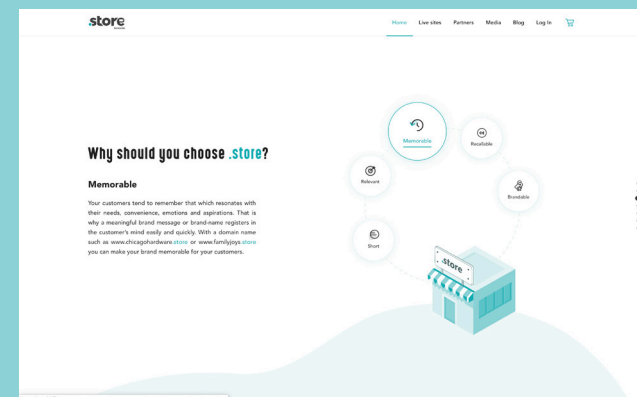 .store
Home Live sites Partners Media Blog Log in
Why should you choose .store?
Memorable
Your customers tend to remember that which resonates with
their needs, convenience, emotions and aspirations. That is
why a meaningful brand message or brand-name registers in
the customer's mind easily and quickly. With a domain name
such as www.chicagohardware.store or www.familyjoys.store
you can make your brand memorable for your customers.
Memorable
Recallable
Relevant
Brandable
Short
.store